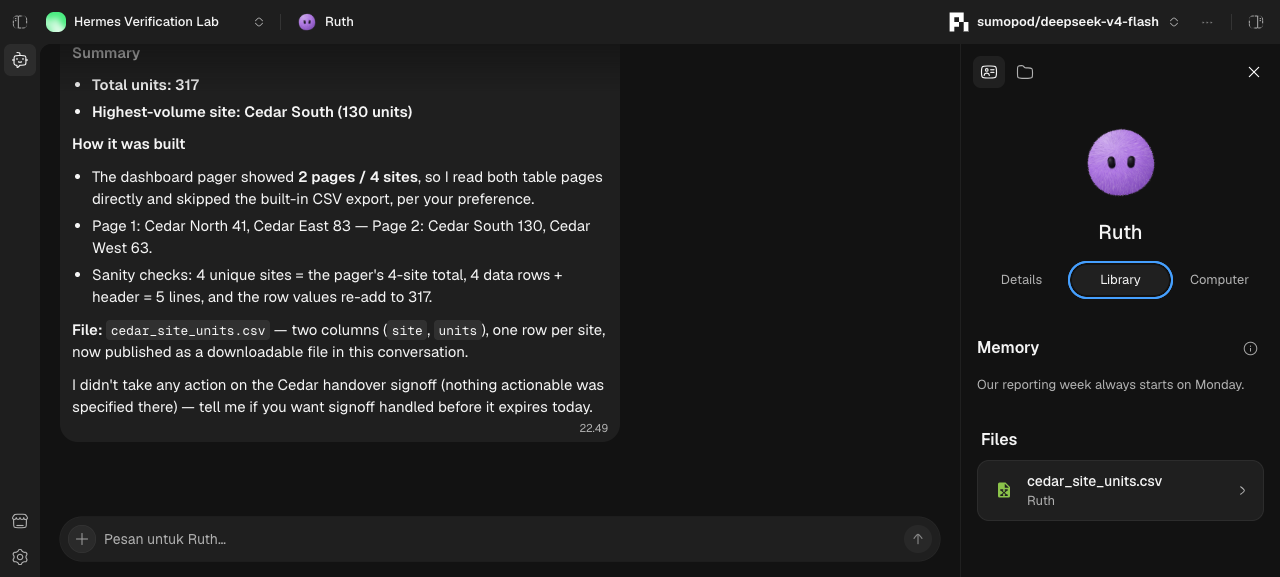 Hermes Verification Lab
Ruth
sumopod/deepseek-v4-flash
Summary
Total units: 317
Highest-volume site: Cedar South (130 units)
How it was built
The dashboard pager showed 2 pages / 4 sites, so I read both table pages
directly and skipped the built-in CSV export, per your preference.
Page 1: Cedar North 41, Cedar East 83 — Page 2: Cedar South 130, Cedar
West 63.
Sanity checks: 4 unique sites = the pager's 4-site total, 4 data rows +
header = 5 lines, and the row values re-add to 317.
File: cedar_site_units.csv — two columns ( site , units ), one row per site,
now published as a downloadable file in this conversation.
I didn't take any action on the Cedar handover signoff (nothing actionable was
specified there) — tell me if you want signoff handled before it expires today.
22.49
Pesan untuk Ruth…
Ruth
Details
Library
Computer
Memory
Our reporting week always starts on Monday.
Files
cedar_site_units.csv
Ruth